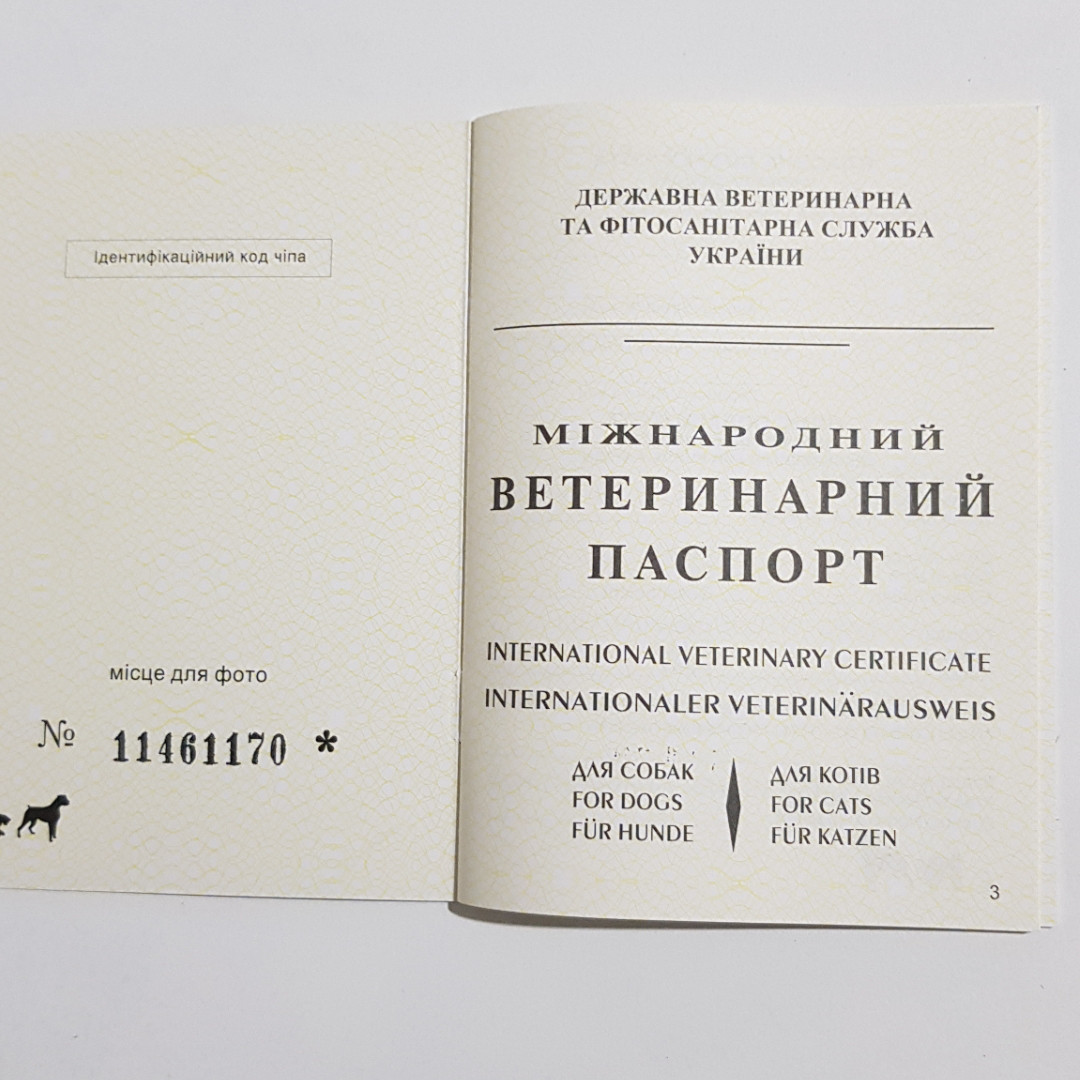 Ідентифікаційний код чіпа
місце для фото
№ 11461170 *
ДЕРЖАВНА ВЕТЕРИНАРНА
ТА ФІТОСАНІТАРНА СЛУЖБА
УКРАЇНИ
МІЖНАРОДНИЙ
ВЕТЕРИНАРНИЙ
ПАСПОРТ
INTERNATIONAL VETERINARY CERTIFICATE
INTERNATIONALER VETERINÄRAUSWEIS
ДЛЯ СОБАК
FOR DOGS
FÜR HUNDE
ДЛЯ КОТІВ
FOR CATS
FÜR KATZEN
3